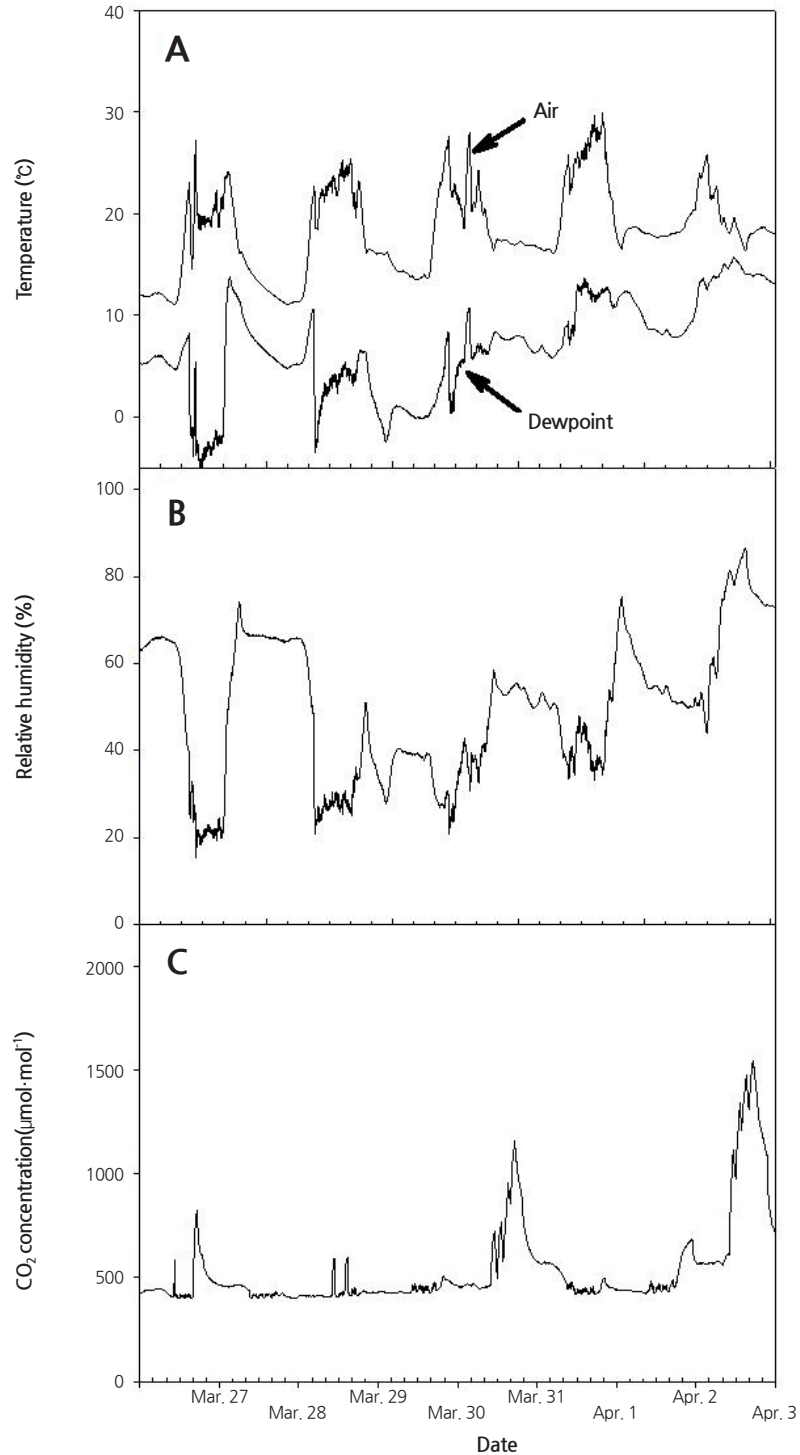 A
Temperature (℃)
40
30
20
10
0
Air
Dewpoint
B
Relative humidity (%)
100
80
60
40
20
0
C
CO₂ concentration(μmol·mol⁻¹)
2000
1500
1000
500
0
Mar. 27
Mar. 28
Mar. 29
Mar. 30
Mar. 31
Apr. 1
Apr. 2
Apr. 3
Date